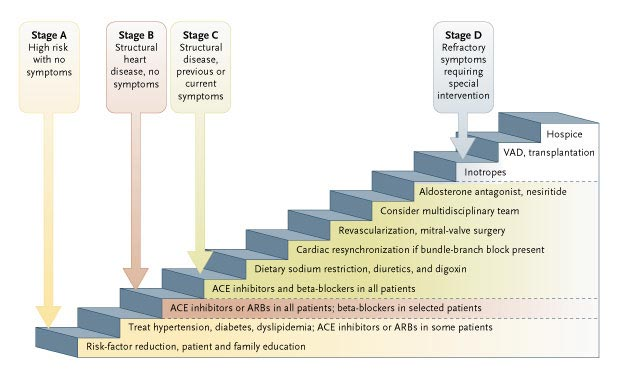 Stage A
High risk
with no
symptoms
Stage B
Structural
heart
disease, no
symptoms
Stage C
Structural
disease,
previous or
current
symptoms
Stage D
Refractory
symptoms
requiring
special
intervention
Hospice
VAD, transplantation
Inotropes
Aldosterone antagonist, nesiritide
Consider multidisciplinary team
Revascularization, mitral-valve surgery
Cardiac resynchronization if bundle-branch block present
Dietary sodium restriction, diuretics, and digoxin
ACE inhibitors and beta-blockers in all patients
ACE inhibitors or ARBs in all patients; beta-blockers in selected patients
Treat hypertension, diabetes, dyslipidemia; ACE inhibitors or ARBs in some patients
Risk-factor reduction, patient and family education